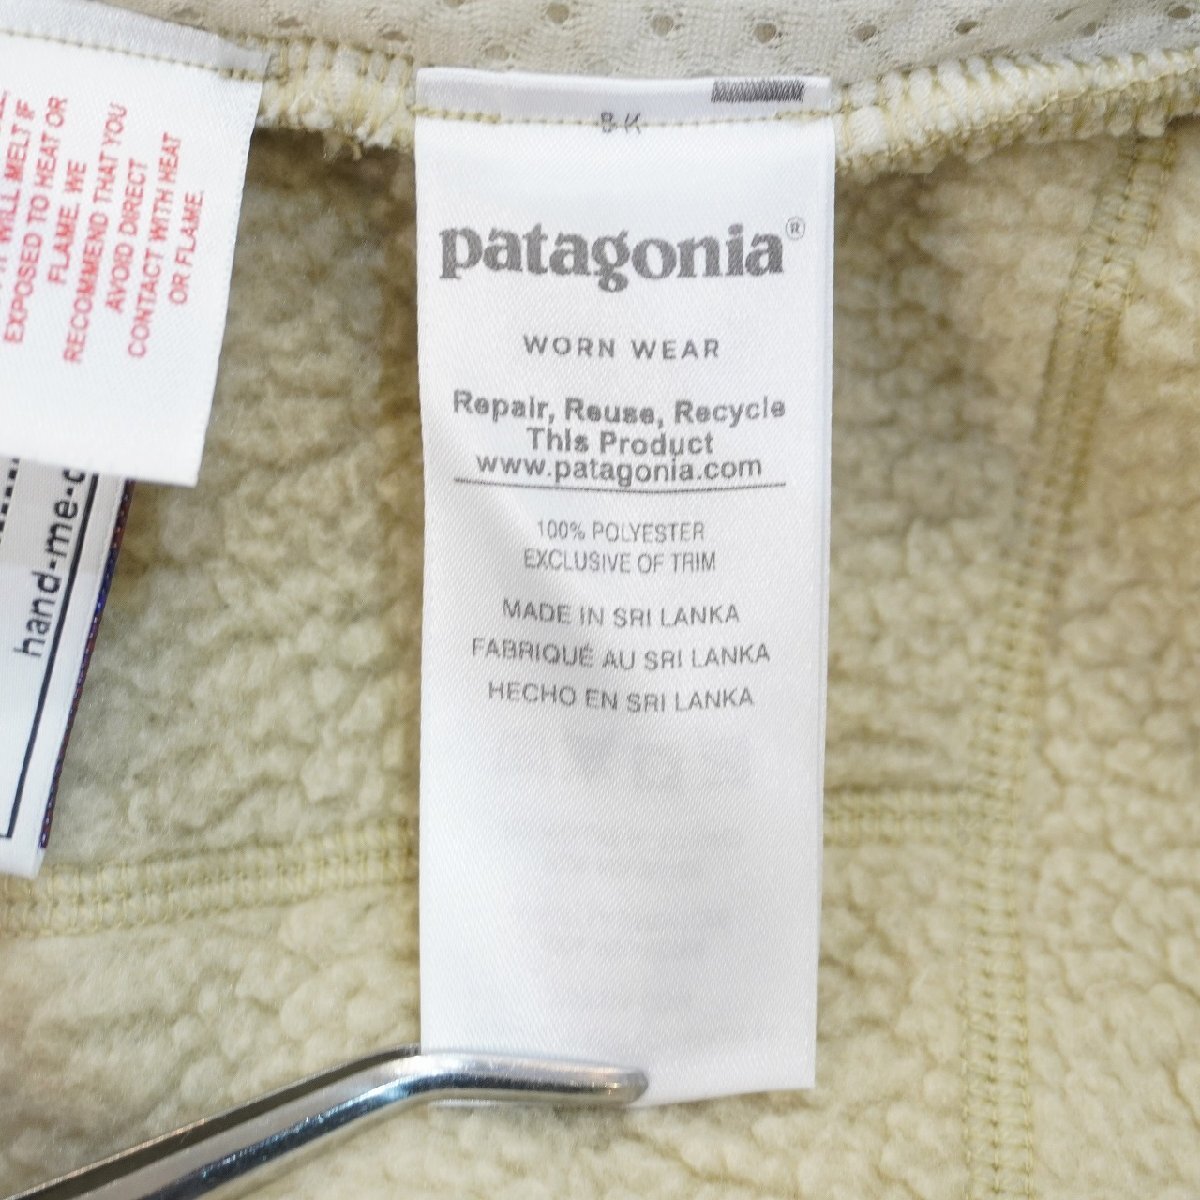 WILL MELT IF
EXPOSED TO HEAT OR
FLAME. WE
RECOMMEND THAT YOU
AVOID DIRECT
CONTACT WITH HEAT
OR FLAME.
hand-me-
patagonia®
WORN WEAR
Repair, Reuse, Recycle
This Product
www.patagonia.com
100% POLYESTER
EXCLUSIVE OF TRIM
MADE IN SRI LANKA
FABRIQUÉ AU SRI LANKA
HECHO EN SRI LANKA